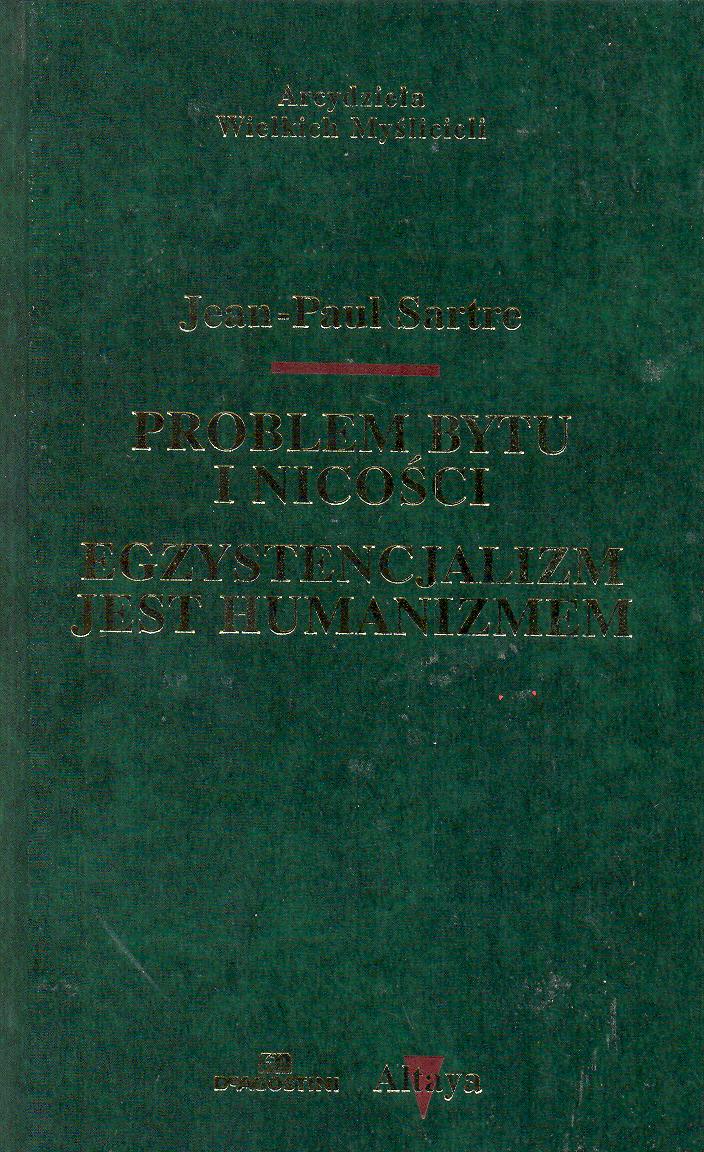 Arcydzieła
Wielkich Myślicieli
Jean-Paul Sartre
PROBLEM BYTU
I NICOŚCI
EGZYSTENCJALIZM
JEST HUMANIZMEM
DEAGOSTINI Altaya